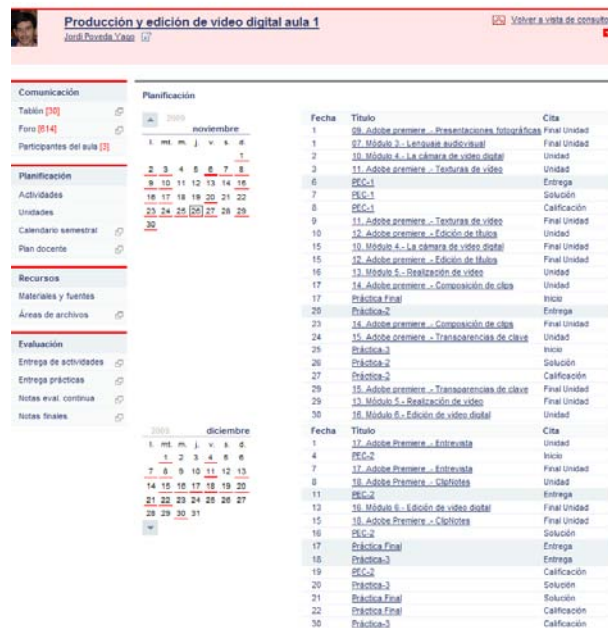 Producción y edición de vídeo digital aula 1
Jordi Poveda Yago
Volver a vista de consulto
Comunicación
Tablón [30]
Foro [614]
Participantes del aula [3]
Planificación
Actividades
Unidades
Calendario semestral
Plan docente
Recursos
Materiales y fuentes
Áreas de archivos
Evaluación
Entrega de actividades
Entrega prácticas
Notas eval. continua
Notas finales
Planificación
2009
noviembre
l. mt. m. j. v. s. d.
1
2 3 4 5 6 7 8
9 10 11 12 13 14 15
16 17 18 19 20 21 22
23 24 25 26 27 28 29
30
Fecha Título Cita
1 09. Adobe premiere .- Presentaciones fotográficas Final Unidad
1 07. Módulo 3.- Lenguaje audiovisual Final Unidad
2 10. Módulo 4.- La cámara de vídeo digital Unidad
3 11. Adobe premiere .- Texturas de vídeo Unidad
6 PEC-1 Entrega
7 PEC-1 Solución
8 PEC-1 Calificación
9 11. Adobe premiere .- Texturas de vídeo Final Unidad
10 12. Adobe premiere .- Edición de títulos Unidad
15 10. Módulo 4.- La cámara de vídeo digital Final Unidad
15 12. Adobe premiere .- Edición de títulos Final Unidad
16 13. Módulo 5.- Realización de vídeo Unidad
17 14. Adobe premiere .- Composición de clips Unidad
17 Práctica Final Inicio
20 Práctica-2 Entrega
23 14. Adobe premiere .- Composición de clips Final Unidad
24 15. Adobe premiere .- Transparencias de clave Unidad
25 Práctica-3 Inicio
26 Práctica-2 Solución
27 Práctica-2 Calificación
29 15. Adobe premiere .- Transparencias de clave Final Unidad
29 13. Módulo 5.- Realización de vídeo Final Unidad
30 16. Módulo 6.- Edición de vídeo digital Unidad
2009
diciembre
l. mt. m. j. v. s. d.
1 2 3 4 5 6
7 8 9 10 11 12 13
14 15 16 17 18 19 20
21 22 23 24 25 26 27
28 29 30 31
Fecha Título Cita
1 17. Adobe Premiere .- Entrevista Unidad
4 PEC-2 Inicio
7 17. Adobe Premiere .- Entrevista Final Unidad
8 18. Adobe Premiere .- ClipNotes Unidad
11 PEC-2 Entrega
13 16. Módulo 6.- Edición de vídeo digital Final Unidad
15 18. Adobe Premiere .- ClipNotes Final Unidad
16 PEC-2 Solución
17 Práctica Final Entrega
18 Práctica-3 Entrega
19 PEC-2 Calificación
20 Práctica-3 Solución
21 Práctica Final Solución
22 Práctica Final Calificación
30 Práctica-3 Calificación